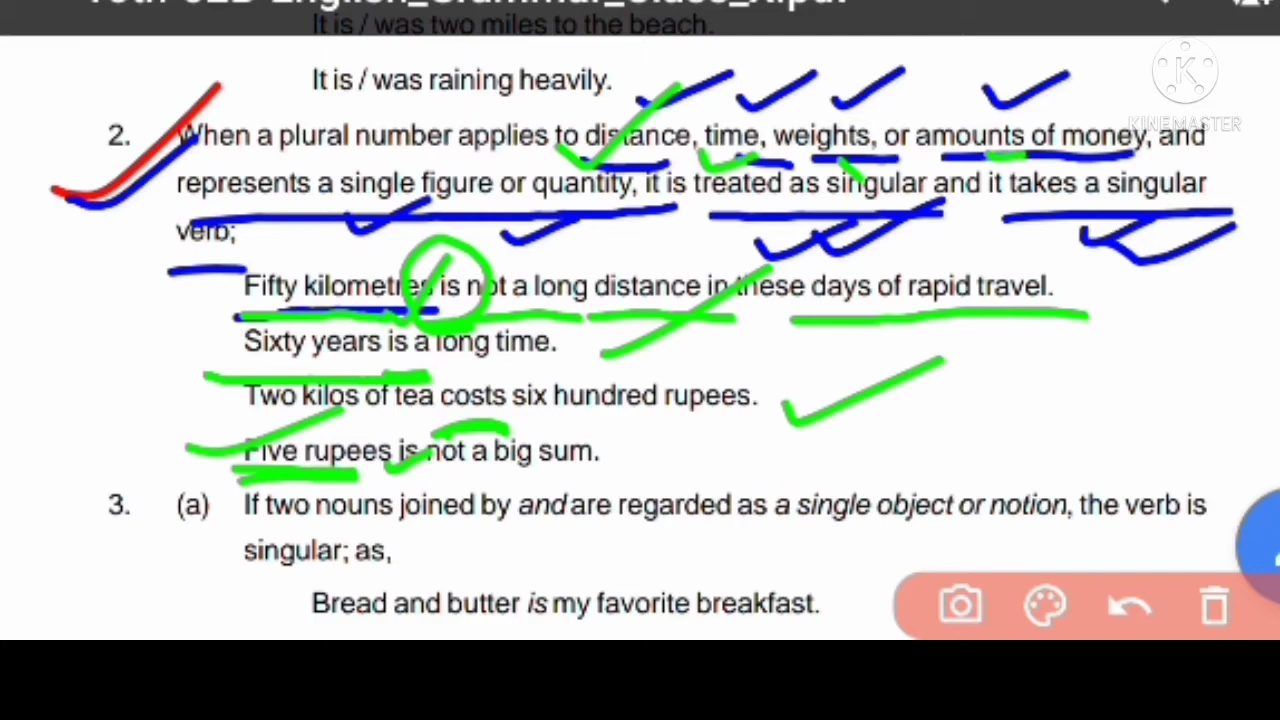 It is / was two miles to the beach.
It is / was raining heavily.
KINEMASTER
2. When a plural number applies to distance, time, weights, or amounts of money, and
represents a single figure or quantity, it is treated as singular and it takes a singular
verb;
Fifty kilometres is not a long distance in these days of rapid travel.
Sixty years is a long time.
Two kilos of tea costs six hundred rupees.
Five rupees is not a big sum.
3. (a) If two nouns joined by and are regarded as a single object or notion, the verb is
singular; as,
Bread and butter is my favorite breakfast.